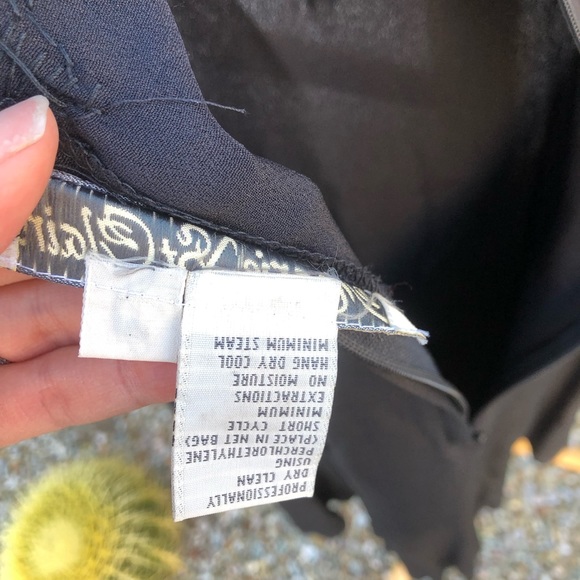 PROFESSIONALLY
DRY CLEAN
USING
PERCHLORETHYLENE
<PLACE IN NET BAG>
SHORT CYCLE
MINIMUM
EXTRACTIONS
NO MOISTURE
HANG DRY COOL
MINIMUM STEAM